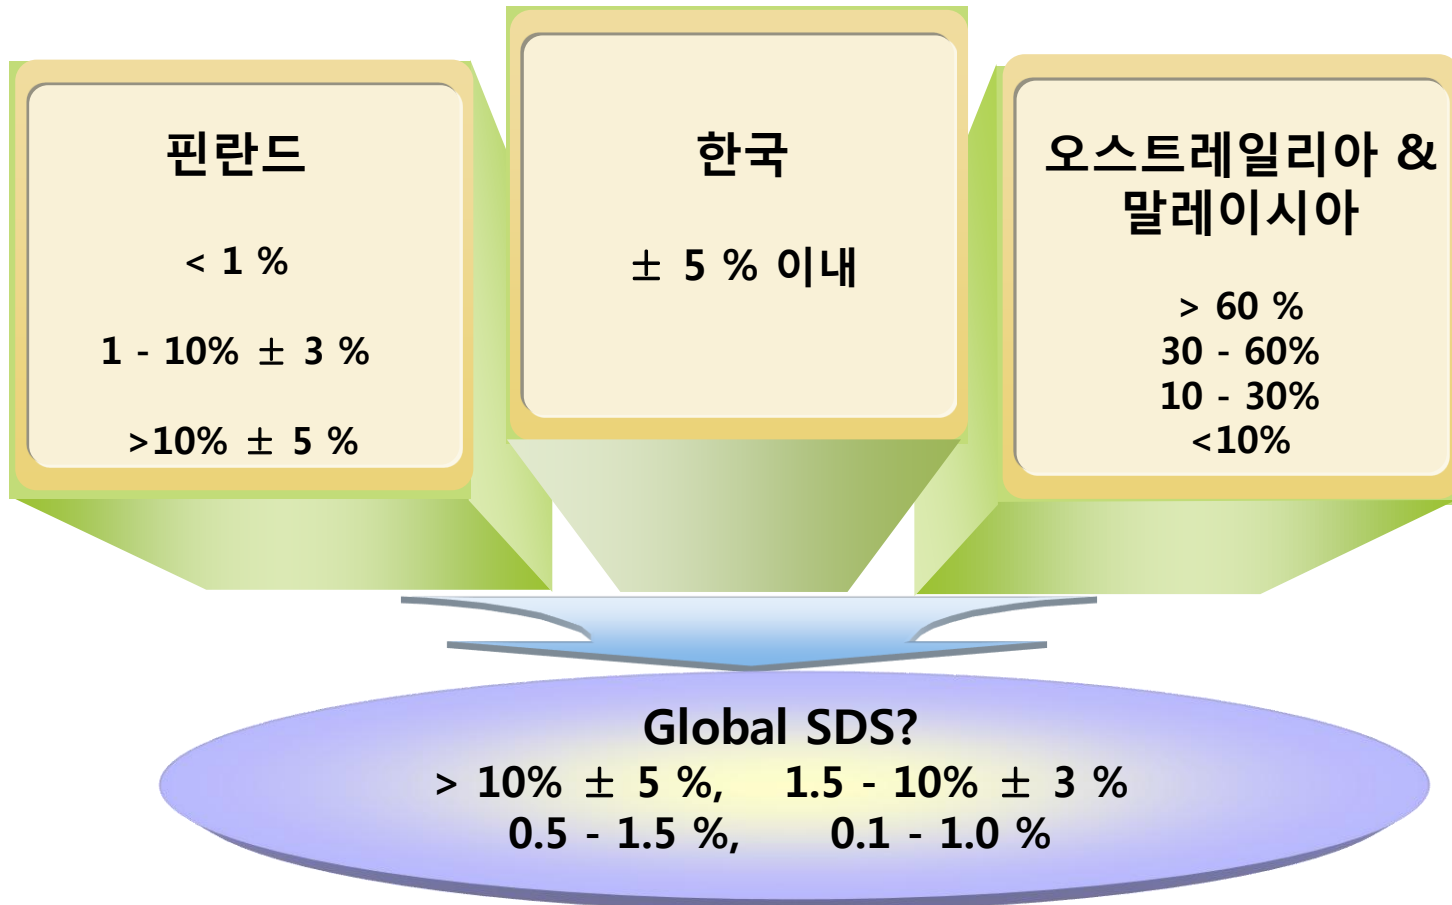 핀란드
< 1 %
1 - 10% ± 3 %
>10% ± 5 %
한국
± 5 % 이내
오스트레일리아 &
말레이시아
> 60 %
30 - 60%
10 - 30%
<10%
Global SDS?
> 10% ± 5 %, 1.5 - 10% ± 3 %
0.5 - 1.5 %, 0.1 - 1.0 %